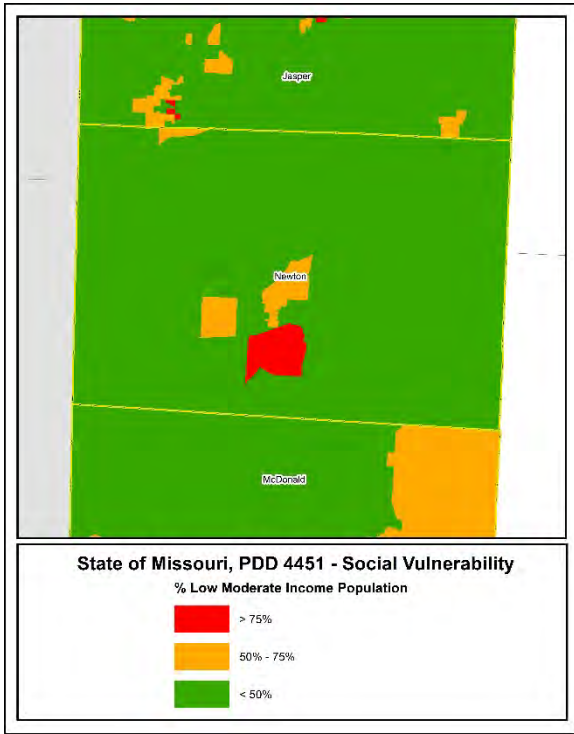 Jasper
Newton
McDonald
State of Missouri, PDD 4451 - Social Vulnerability
% Low Moderate Income Population
> 75%
50% - 75%
< 50%